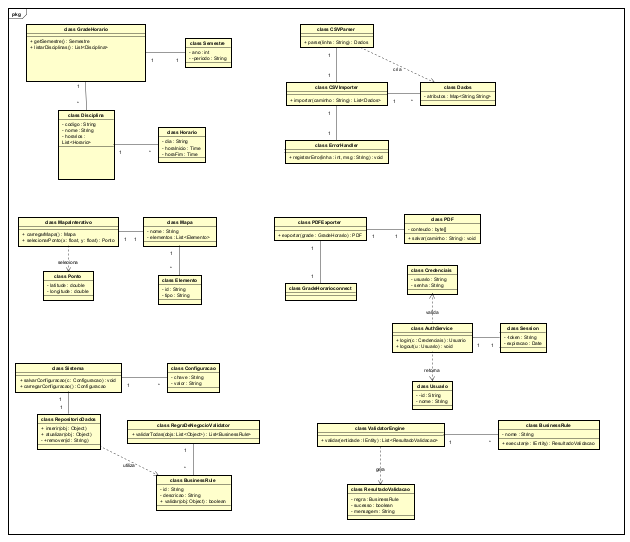 pkg
class GradeHorario
+ getSemestre() : Semestre
+ listarDisciplinas() : List<Disciplina>
1
1
class Semestre
- ano : int
- periodo : String
1
*
class Disciplina
- codigo : String
- nome : String
- horarios :
List<Horario>
1
*
class Horario
- dia : String
- horaInicio : Time
- horaFim : Time
class CSVParser
+ parse(linha : String) : Dados
1
1
cria
class CSVImporter
+ importar(caminho : String) : List<Dados>
1
*
class Dados
- atributos : Map<String,String>
1
1
class ErrorHandler
+ registrarErro(linha : int, msg : String) : void
class MapaInterativo
+ carregaMapa() : Mapa
+ selecionarPonto(x: float, y: float) : Ponto
1
1
class Mapa
- nome : String
- elementos : List<Elemento>
seleciona
1
*
class Ponto
- latitude : double
- longitude : double
class Elemento
- id : String
- tipo : String
class PDFExporter
+ exportar(grade : GradeHorario) : PDF
1
1
class PDF
- conteudo : byte[]
+ salvar(caminho : String) : void
1
1
class GradeHorarioconnect
class Credenciais
- usuario : String
- senha : String
valida
class AuthService
+ login(c : Credenciais) : Usuario
+ logout(u : Usuario) : void
1
1
class Session
- token : String
- expiracao : Date
retorna
class Usuario
- id : String
- nome : String
class Sistema
+ salvarConfiguracao(c: Configuracao) : void
+ carregarConfiguracao() : Configuracao
1
*
class Configuracao
- chave : String
- valor : String
1
1
class RepositorioDados
+ inserir(obj : Object)
+ atualizar(obj : Object)
+ remover(id : String)
utiliza
class RegraDeNegocioValidator
+ validarTodas(obj : List<Object) : List<BusinessRule>
1
*
class BusinessRule
- id : String
- descricao : String
+ validar(obj: Object) : boolean
class ValidatorEngine
+ validar(entidade : IEntity) : List<ResultadoValidacao>
1
*
class BusinessRule
- nome : String
+ executar(e : IEntity) : ResultadoValidacao
gera
class ResultadoValidacao
- regra : BusinessRule
- sucesso : boolean
- mensagem : String